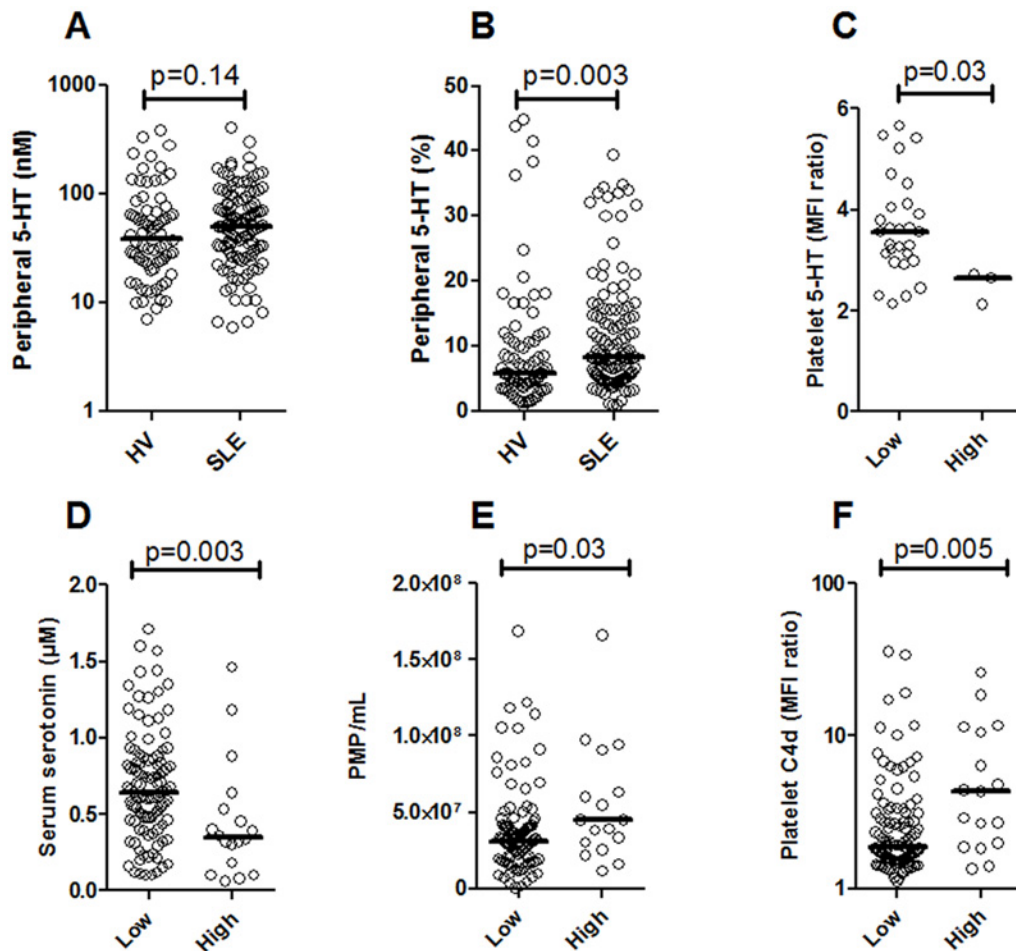 A
p=0.14
Peripheral 5-HT (nM)
1000
100
10
1
HV
SLE
B
p=0.003
Peripheral 5-HT (%)
50
40
30
20
10
0
HV
SLE
C
p=0.03
Platelet 5-HT (MFI ratio)
6
4
2
0
Low
High
D
p=0.003
Serum serotonin (µM)
2.0
1.5
1.0
0.5
0.0
Low
High
E
p=0.03
PMP/mL
2.0×10⁸
1.5×10⁸
1.0×10⁸
5.0×10⁷
0
Low
High
F
p=0.005
Platelet C4d (MFI ratio)
100
10
1
Low
High